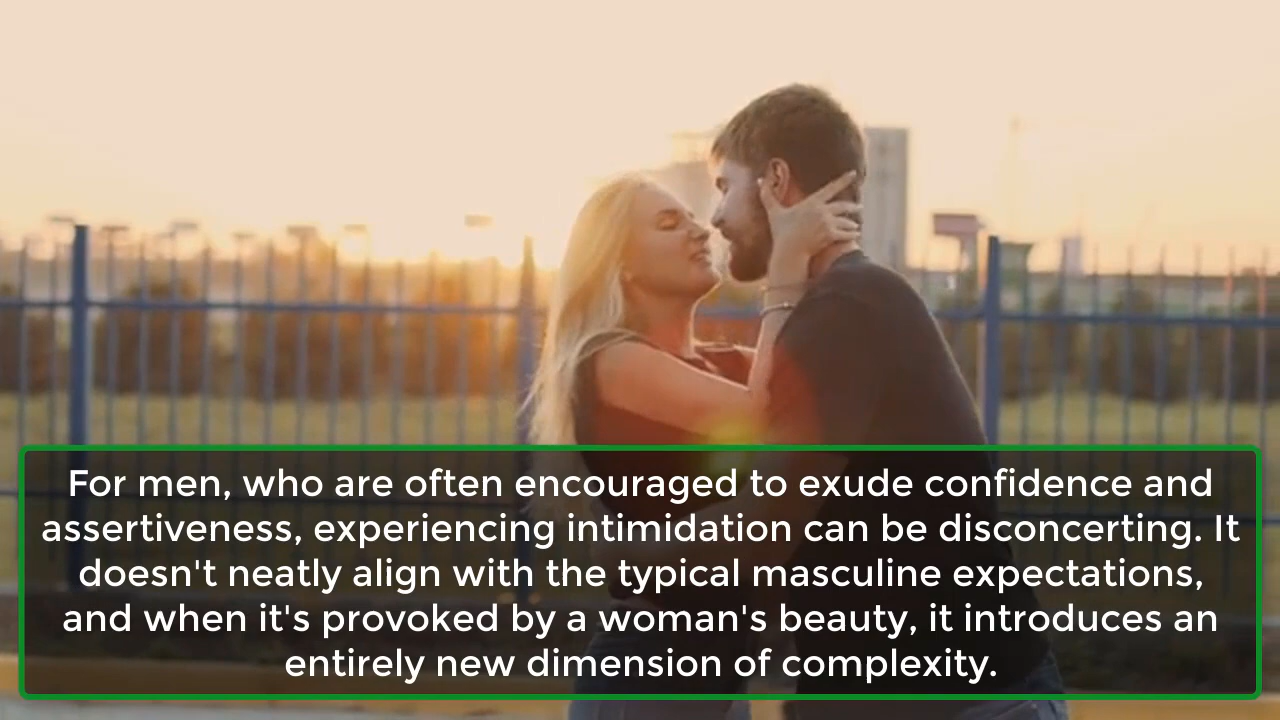 For men, who are often encouraged to exude confidence and
assertiveness, experiencing intimidation can be disconcerting. It
doesn't neatly align with the typical masculine expectations,
and when it's provoked by a woman's beauty, it introduces an
entirely new dimension of complexity.